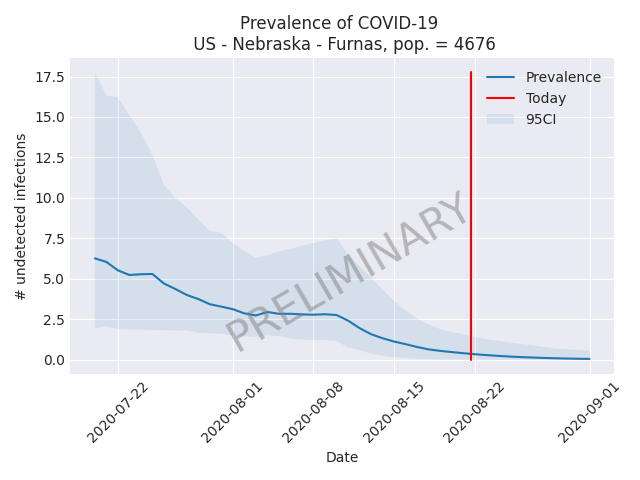 Prevalence of COVID-19
US - Nebraska - Furnas, pop. = 4676
17.5
15.0
12.5
10.0
7.5
5.0
2.5
0.0
# undetected infections
Prevalence
Today
95CI
PRELIMINARY
2020-07-22
2020-08-01
2020-08-08
2020-08-15
2020-08-22
2020-09-01
Date